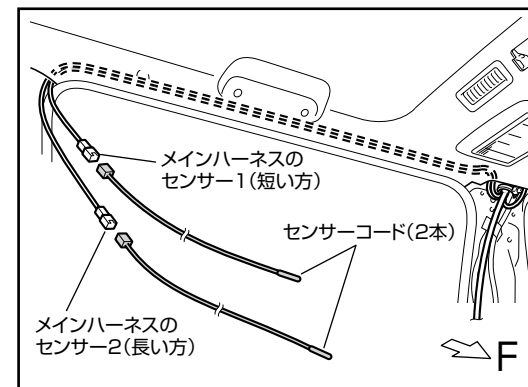 メインハーネスの
センサー1(短い方)
センサーコード(2本)
メインハーネスの
センサー2(長い方)
F